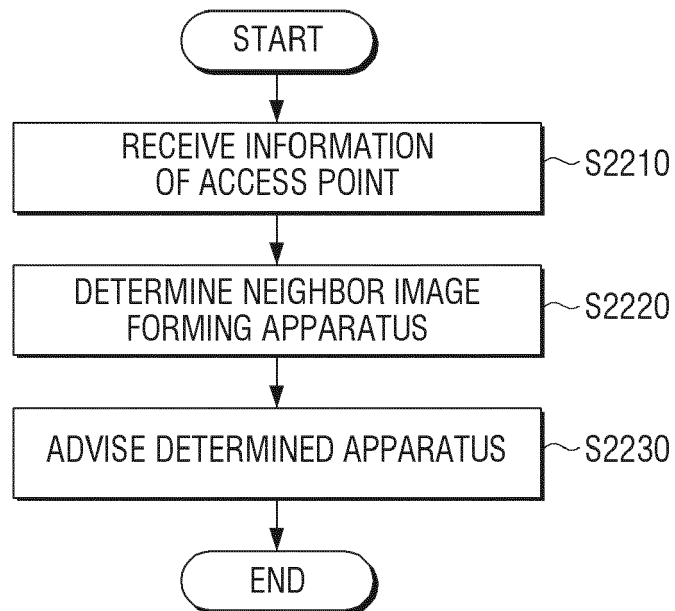 START
RECEIVE INFORMATION
OF ACCESS POINT
S2210
DETERMINE NEIGHBOR IMAGE
FORMING APPARATUS
S2220
ADVISE DETERMINED APPARATUS
S2230
END